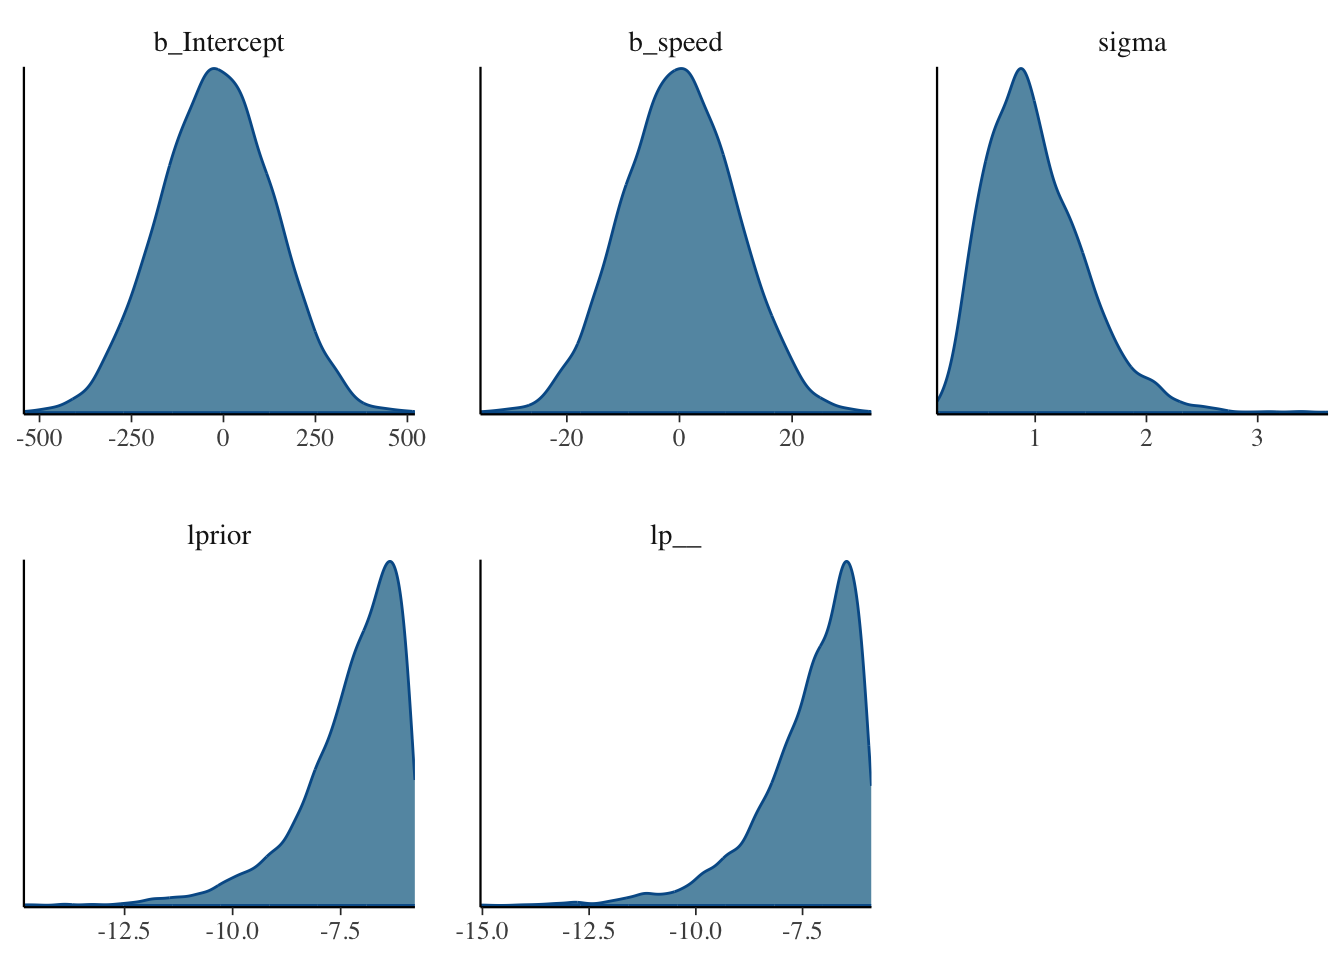 b_Intercept b_speed sigma
-500 -250 0 250 500 -20 0 20 1 2 3
lprior lp__
-12.5 -10.0 -7.5 -15.0 -12.5 -10.0 -7.5